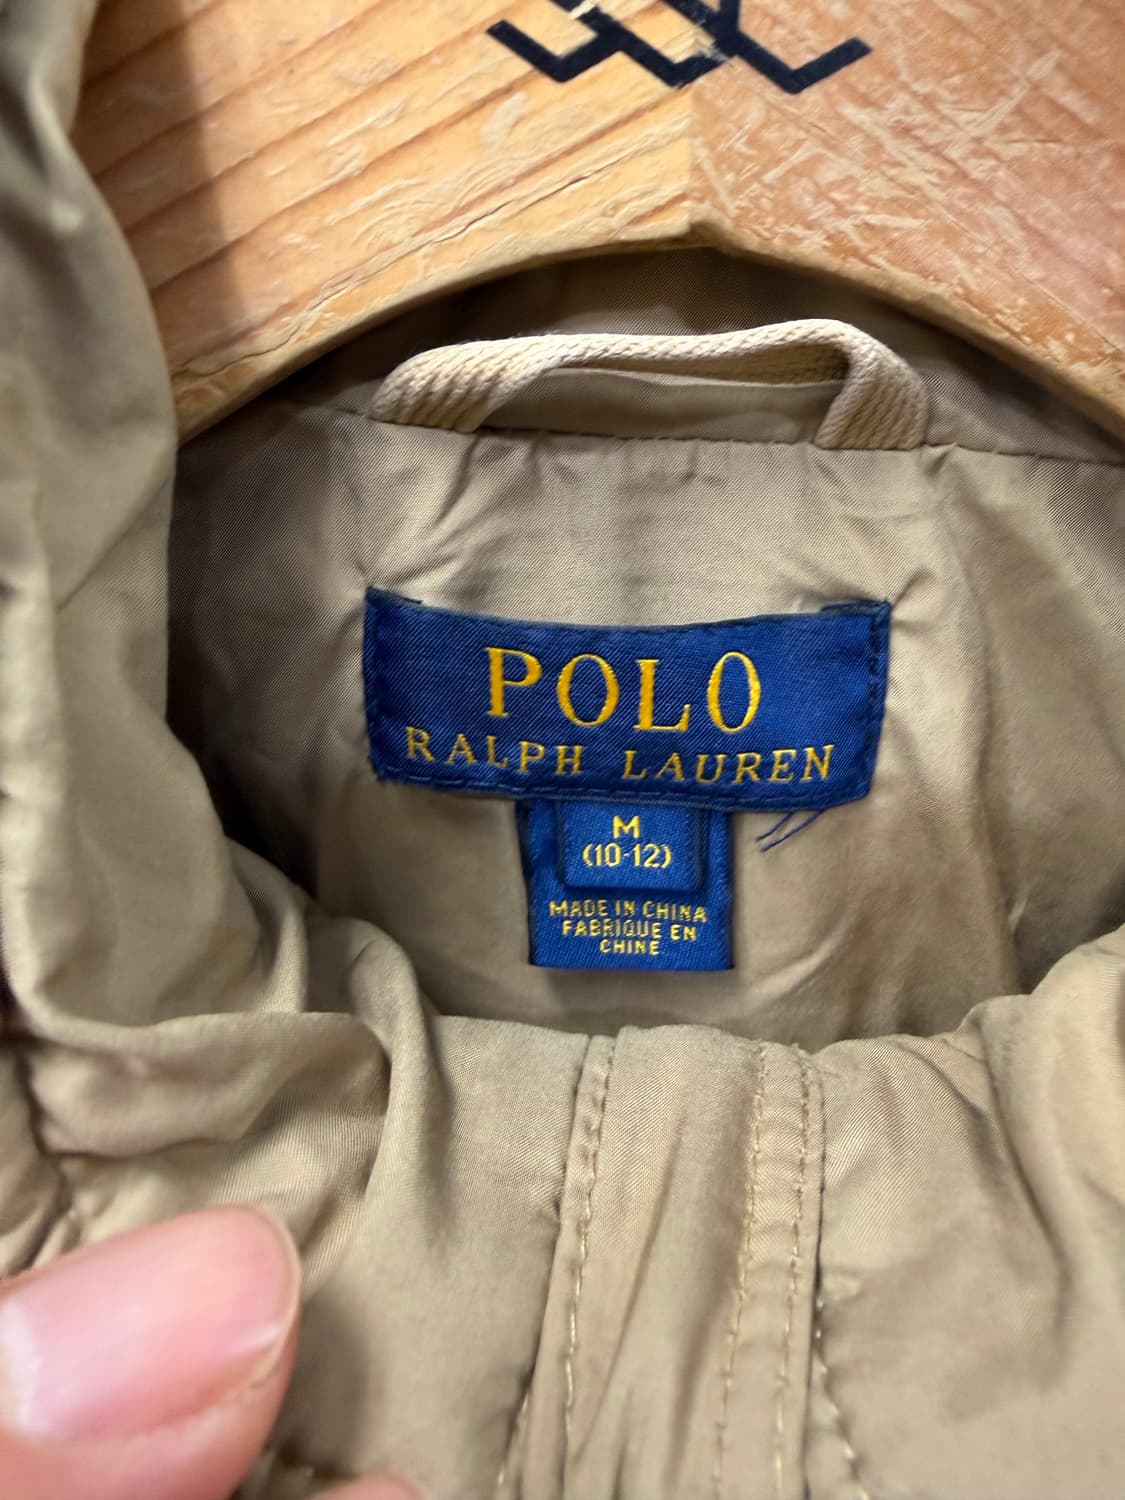 POLO
RALPH LAUREN
M
(10-12)
MADE IN CHINA
FABRIQUE EN
CHINE